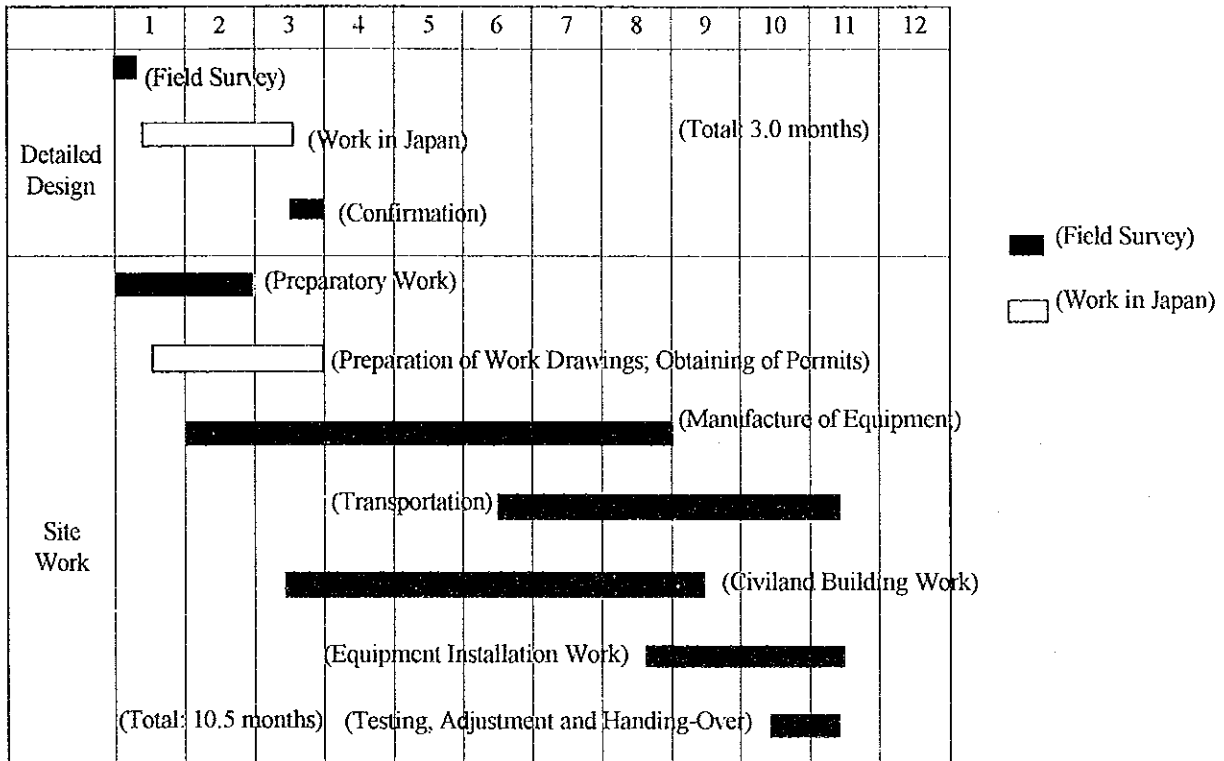 1 2 3 4 5 6 7 8 9 10 11 12
Detailed
Design
(Field Survey)
(Work in Japan)
(Total: 3.0 months)
(Confirmation)
Site
Work
(Preparatory Work)
(Preparation of Work Drawings; Obtaining of Permits)
(Manufacture of Equipment)
(Transportation)
(Civiland Building Work)
(Equipment Installation Work)
(Total: 10.5 months)
(Testing, Adjustment and Handing-Over)
(Field Survey)
(Work in Japan)